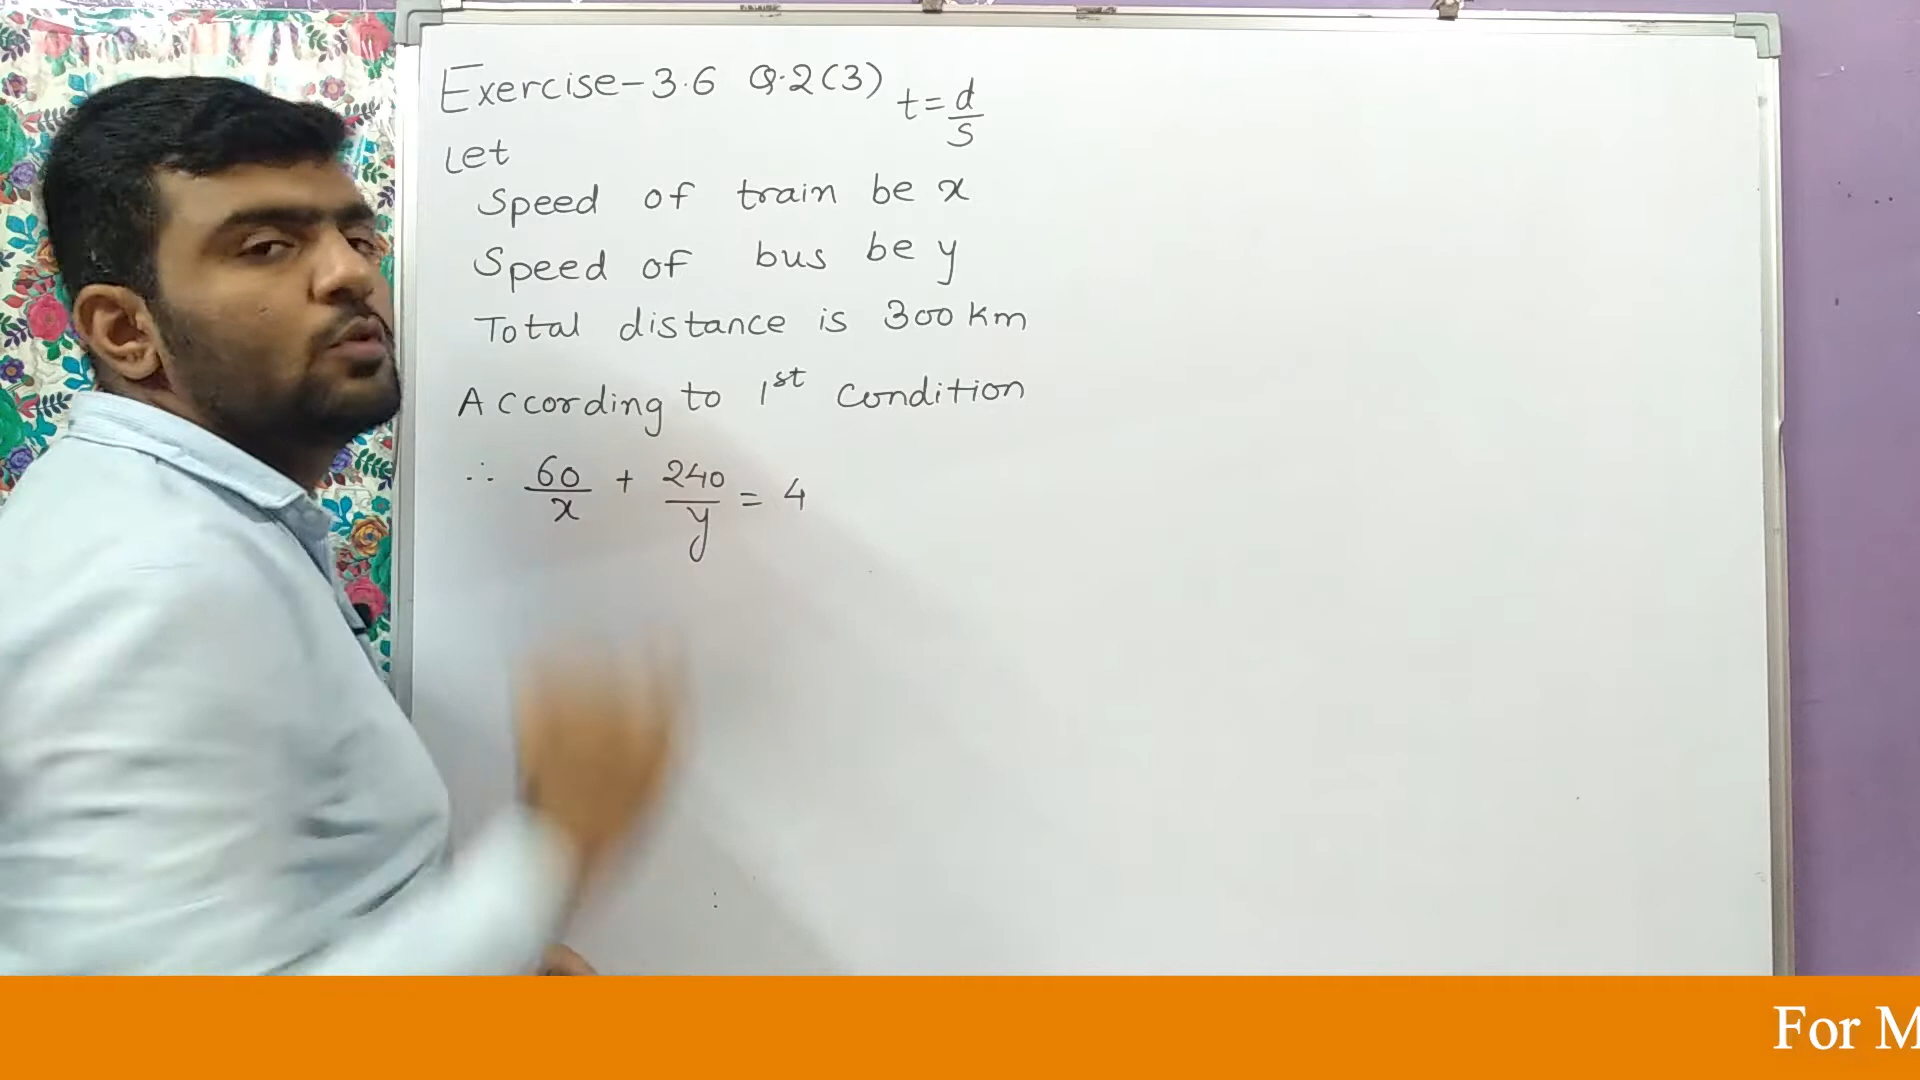 Exercise-3.6 Q.2(3) t=d/s
Let
Speed of train be x
Speed of bus be y
Total distance is 300 km
According to 1st condition
∴ 60/x + 240/y = 4
For M